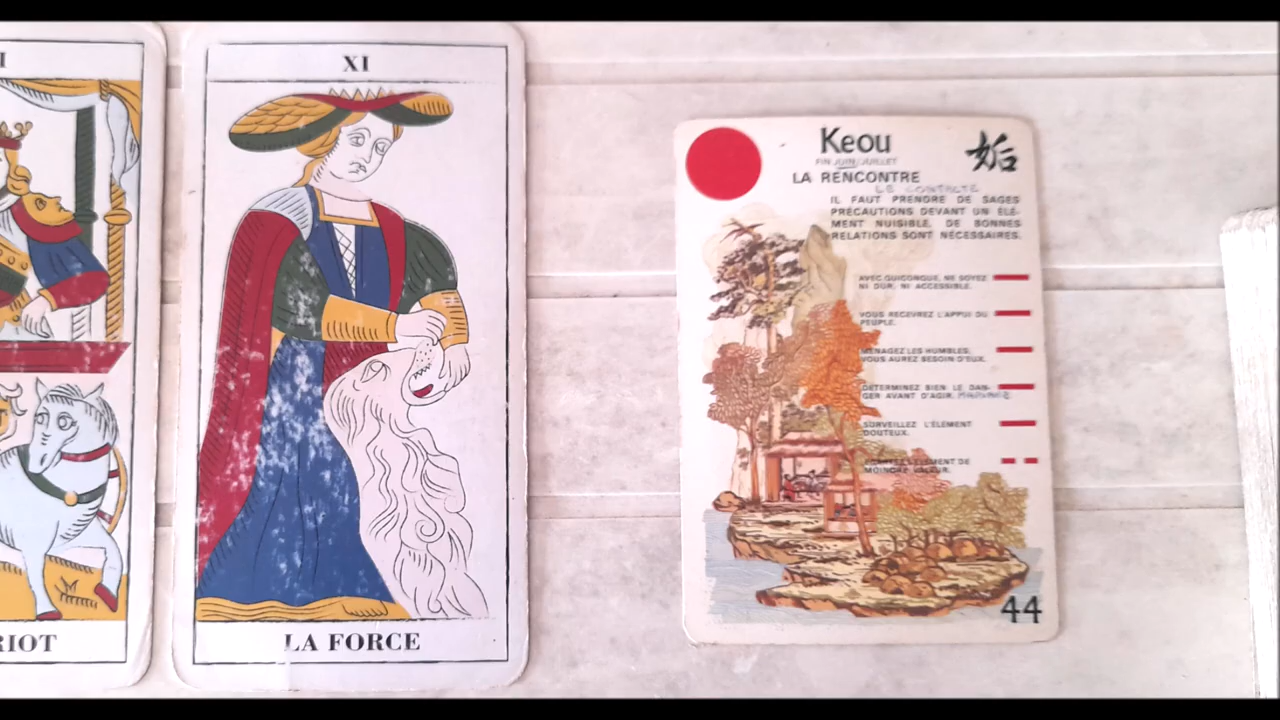 I
RIOT
XI
LA FORCE
Keou
姤
FIN JUIN/JUILLET
LA RENCONTRE
LE CONTACTE
IL FAUT PRENDRE DE SAGES
PRÉCAUTIONS DEVANT UN ÉLÉ-
MENT NUISIBLE. DE BONNES
RELATIONS SONT NÉCESSAIRES.
AVEC QUICONQUE, NE SOYEZ
NI DUR, NI ACCESSIBLE.
VOUS RECEVREZ L'APPUI DU
PEUPLE.
MÉNAGEZ LES HUMBLES,
VOUS AUREZ BESOIN D'EUX.
DÉTERMINEZ BIEN LE DAN-
GER AVANT D'AGIR.
SURVEILLEZ L'ÉLÉMENT
DOUTEUX.
L'ÉLÉMENT DE
MOINDRE VALEUR.
44